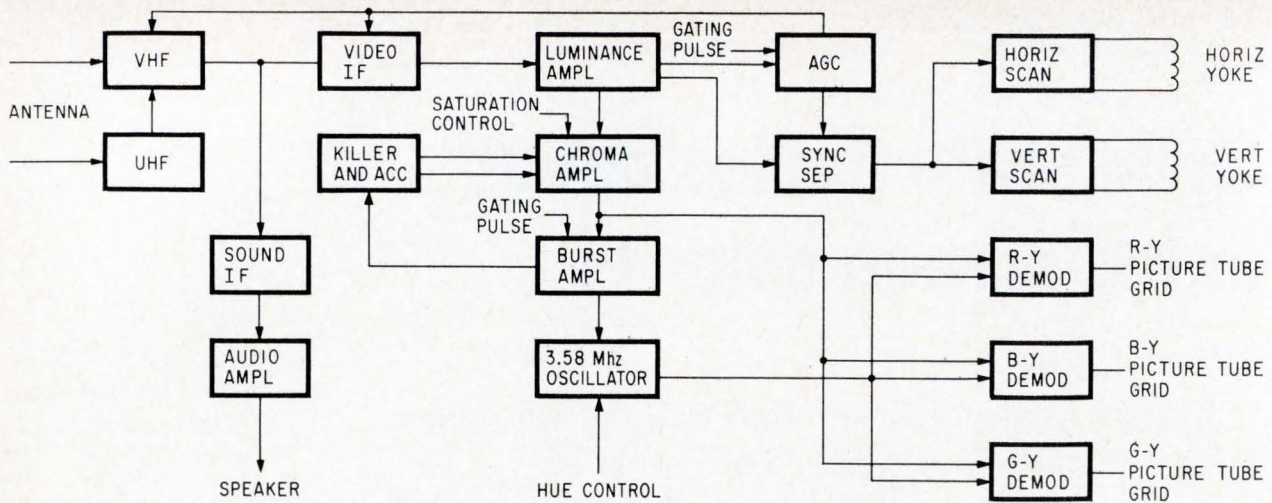 VHF
VIDEO
IF
LUMINANCE
AMPL
GATING
PULSE
AGC
HORIZ
SCAN
HORIZ
YOKE
ANTENNA
UHF
SATURATION
CONTROL
KILLER
AND ACC
CHROMA
AMPL
SYNC
SEP
VERT
SCAN
VERT
YOKE
GATING
PULSE
SOUND
IF
BURST
AMPL
R-Y
DEMOD
R-Y
PICTURE TUBE
GRID
AUDIO
AMPL
3.58 Mhz
OSCILLATOR
B-Y
DEMOD
B-Y
PICTURE TUBE
GRID
G-Y
DEMOD
G-Y
PICTURE TUBE
GRID
SPEAKER
HUE CONTROL